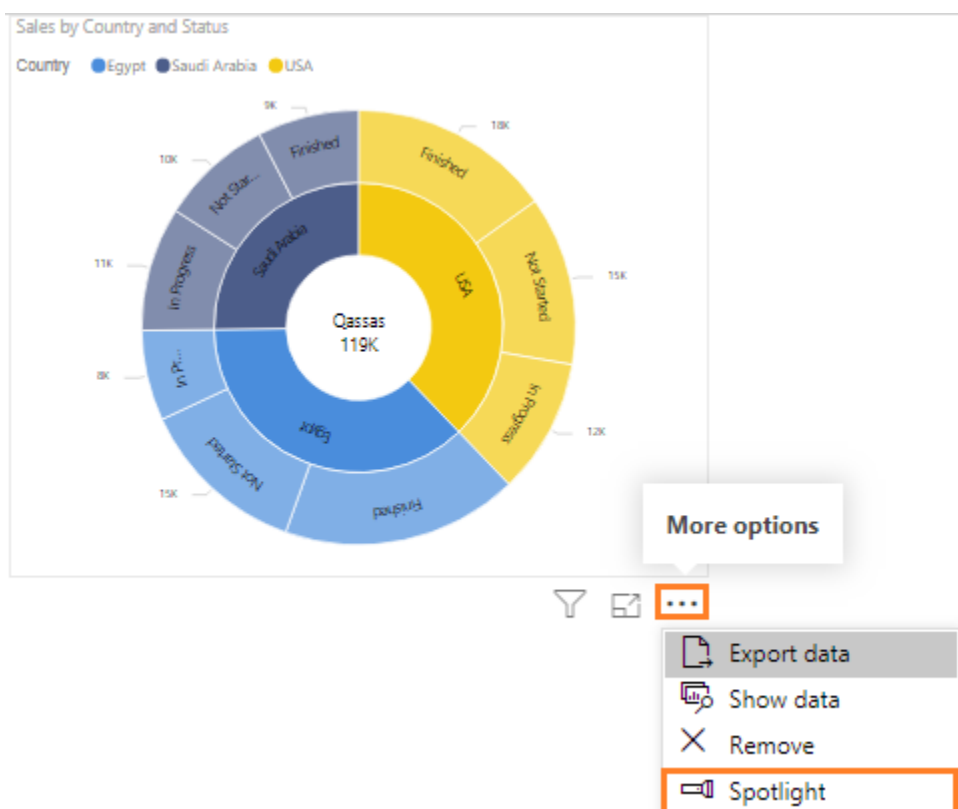 Sales by Country and Status
Country Egypt Saudi Arabia USA
9K
18K
Finished
Finished
10K
Not Star...
Saudi Arabia
11K
In Progress
USA
Not Started
15K
Qassas
119K
8K
In Pr...
Egypt
In Progress
12K
Not Started
15K
Finished
More options
...
Export data
Show data
Remove
Spotlight